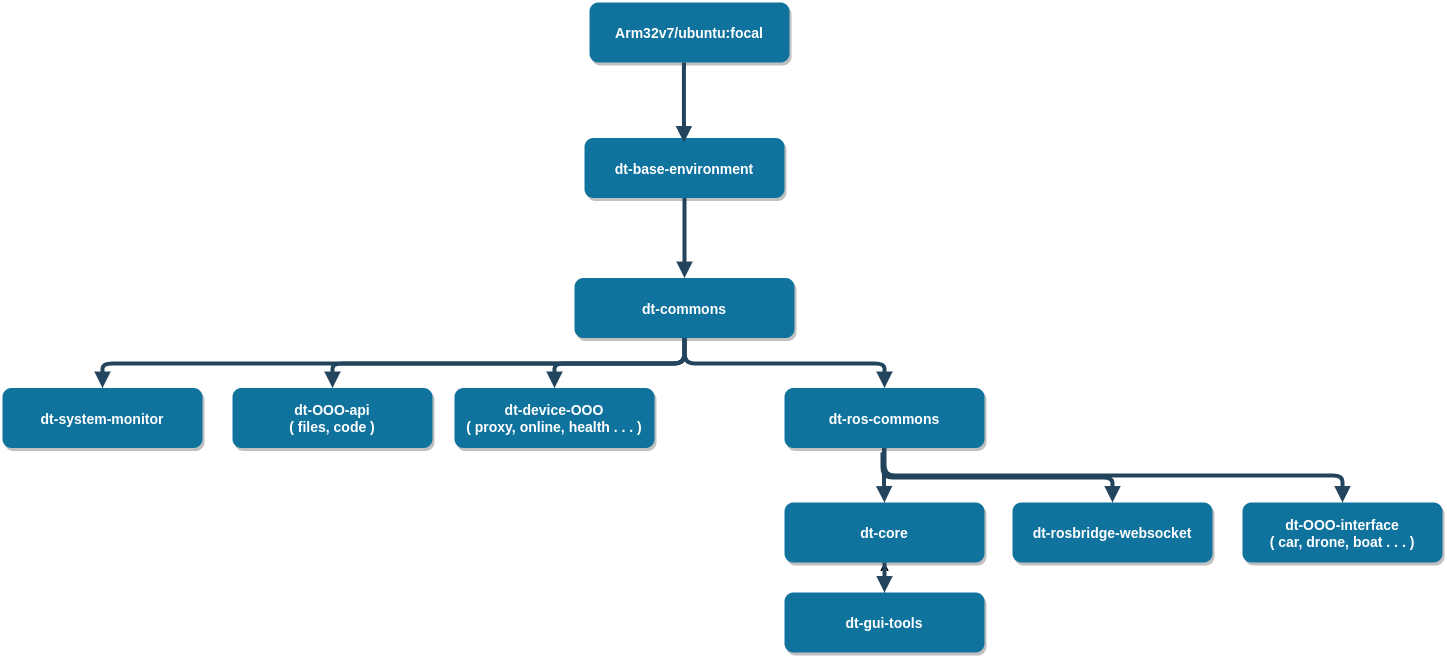 Arm32v7/ubuntu:focal
dt-base-environment
dt-commons
dt-system-monitor
dt-OOO-api
( files, code )
dt-device-OOO
( proxy, online, health . . . )
dt-ros-commons
dt-core
dt-rosbridge-websocket
dt-OOO-interface
( car, drone, boat . . . )
dt-gui-tools